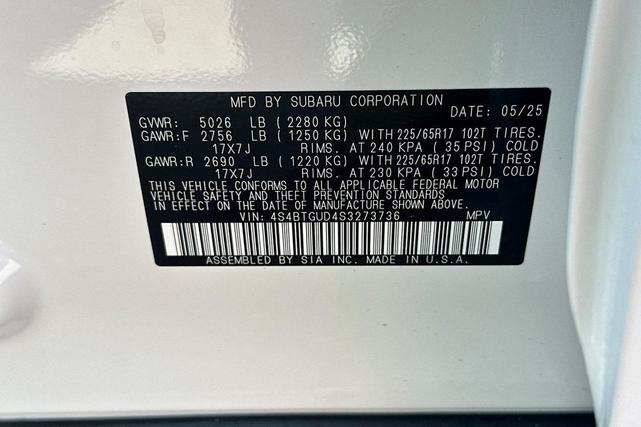 MFD BY SUBARU CORPORATION
DATE: 05/25
GVWR: 5026 LB (2280 KG)
GAWR:F 2756 LB (1250 KG) WITH 225/65R17 102T TIRES.
17X7J RIMS. AT 240 KPA (35 PSI) COLD
GAWR:R 2690 LB (1220 KG) WITH 225/65R17 102T TIRES.
17X7J RIMS. AT 230 KPA (33 PSI) COLD
THIS VEHICLE CONFORMS TO ALL APPLICABLE FEDERAL MOTOR
VEHICLE SAFETY AND THEFT PREVENTION STANDARDS
IN EFFECT ON THE DATE OF MANUFACTURE SHOWN ABOVE.
VIN: 4S4BTGUD4S3273736 MPV
ASSEMBLED BY SIA INC. MADE IN U.S.A.